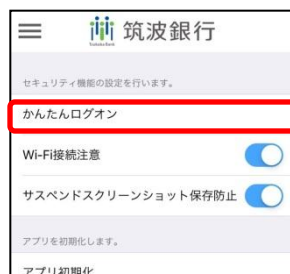 筑波銀行
Tsukuba Bank
セキュリティ機能の設定を行います。
かんたんログオン
Wi-Fi接続注意
サスペンドスクリーンショット保存防止
アプリを初期化します。
アプリ初期化